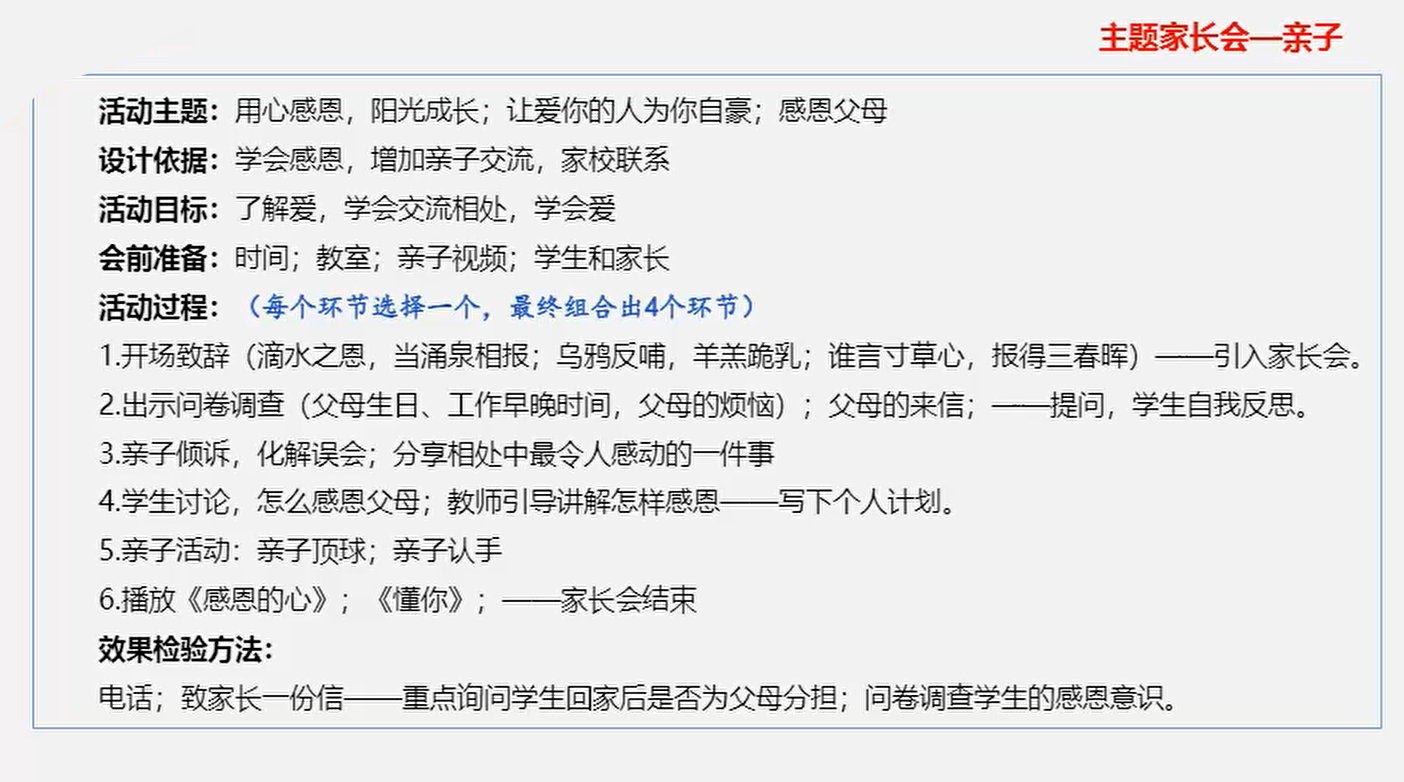 主题家长会—亲子
活动主题：用心感恩，阳光成长；让爱你的人为你自豪；感恩父母
设计依据：学会感恩，增加亲子交流，家校联系
活动目标：了解爱，学会交流相处，学会爱
会前准备：时间；教室；亲子视频；学生和家长
活动过程：（每个环节选择一个，最终组合出4个环节）
1.开场致辞（滴水之恩，当涌泉相报；乌鸦反哺，羊羔跪乳；谁言寸草心，报得三春晖）——引入家长会。
2.出示问卷调查（父母生日、工作早晚时间，父母的烦恼）；父母的来信；——提问，学生自我反思。
3.亲子倾诉，化解误会；分享相处中最令人感动的一件事
4.学生讨论，怎么感恩父母；教师引导讲解怎样感恩——写下个人计划。
5.亲子活动：亲子顶球；亲子认手
6.播放《感恩的心》；《懂你》；——家长会结束
效果检验方法：
电话；致家长一份信——重点询问学生回家后是否为父母分担；问卷调查学生的感恩意识。